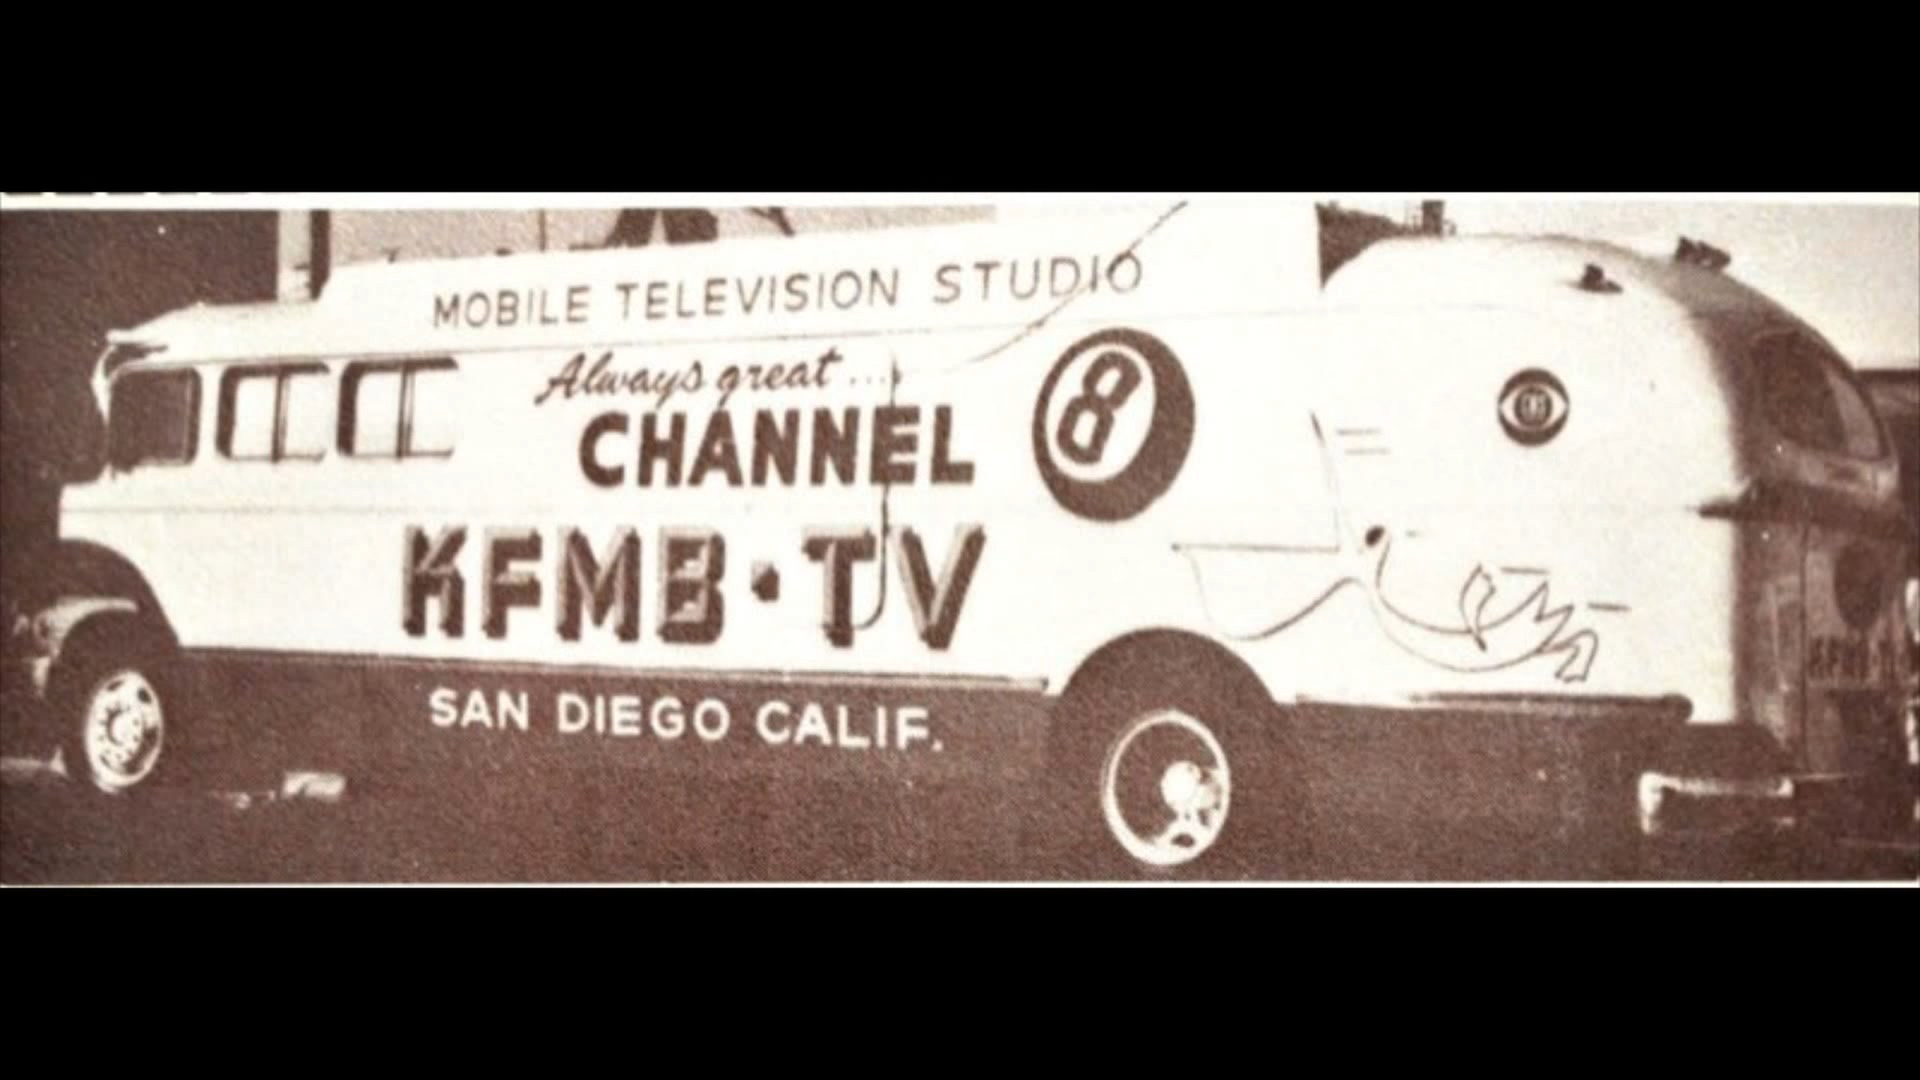 MOBILE TELEVISION STUDIO
Always great...
CHANNEL 8
KFMB·TV
SAN DIEGO CALIF.